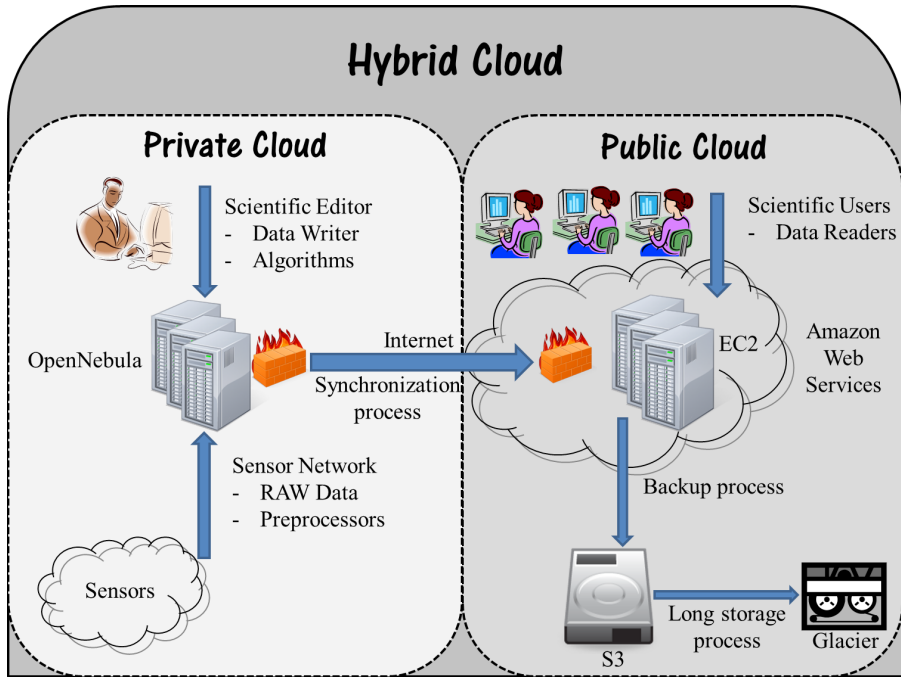 Hybrid Cloud
Private Cloud
Scientific Editor
- Data Writer
- Algorithms
OpenNebula
Internet
Synchronization
process
Sensor Network
- RAW Data
- Preprocessors
Sensors
Public Cloud
Scientific Users
- Data Readers
EC2
Amazon
Web
Services
Backup process
S3
Long storage
process
Glacier